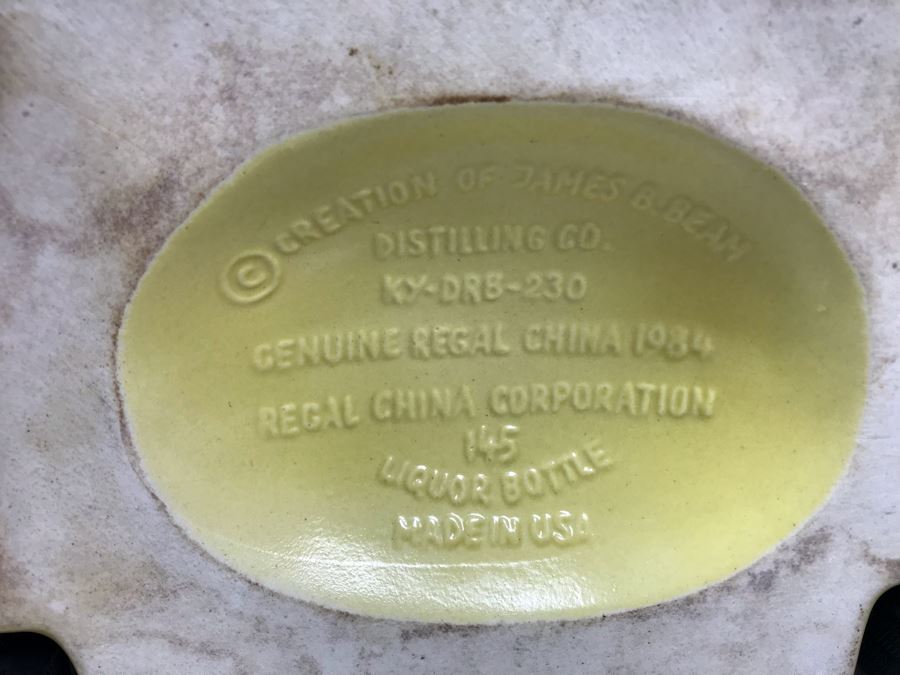 © CREATION OF JAMES B. BEAM
DISTILLING CO.
KY-DRB-230
GENUINE REGAL CHINA 1984
REGAL CHINA CORPORATION
145
LIQUOR BOTTLE
MADE IN USA